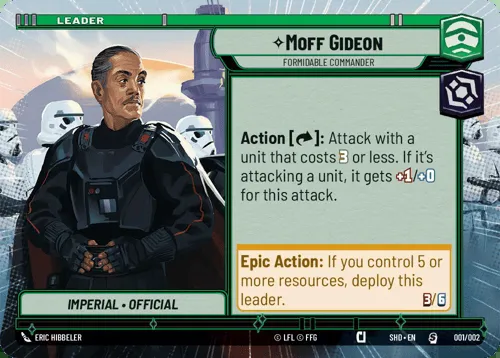 LEADER
✧MOFF GIDEON
FORMIDABLE COMMANDER
Action [↷]: Attack with a
unit that costs 3 or less. If it's
attacking a unit, it gets +1/+0
for this attack.
Epic Action: If you control 5 or
more resources, deploy this
leader.
3/6
IMPERIAL • OFFICIAL
ERIC HIBBELER
© LFL © FFG
SHD • EN
S
001/002